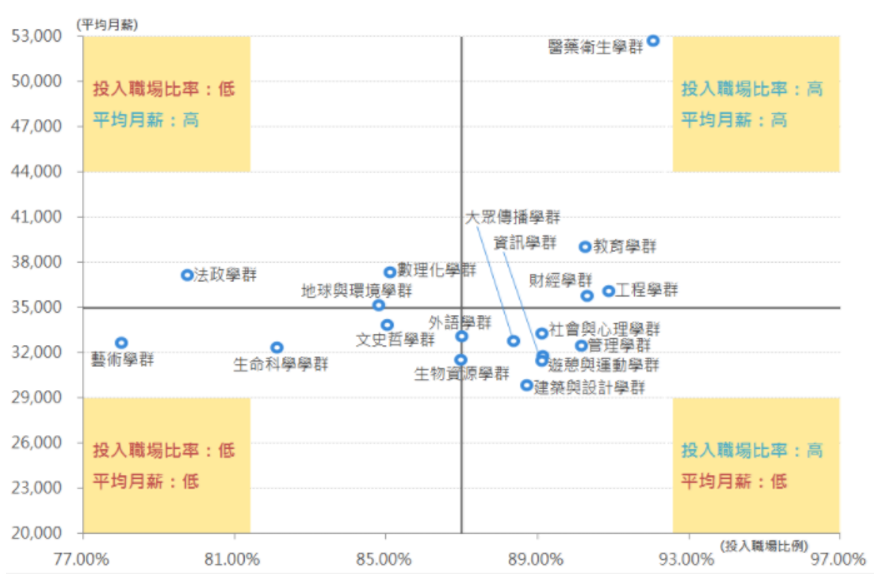 (平均月薪)
53,000
50,000
47,000
44,000
41,000
38,000
35,000
32,000
29,000
26,000
23,000
20,000
投入職場比率：低
平均月薪：高
投入職場比率：高
平均月薪：高
醫藥衛生學群
大眾傳播學群
資訊學群
教育學群
法政學群
數理化學群
財經學群
工程學群
地球與環境學群
外語學群
社會與心理學群
文史哲學群
管理學群
藝術學群
生命科學學群
遊憩與運動學群
生物資源學群
建築與設計學群
投入職場比率：低
平均月薪：低
投入職場比率：高
平均月薪：低
77.00%
81.00%
85.00%
89.00%
93.00%
97.00%
(投入職場比例)